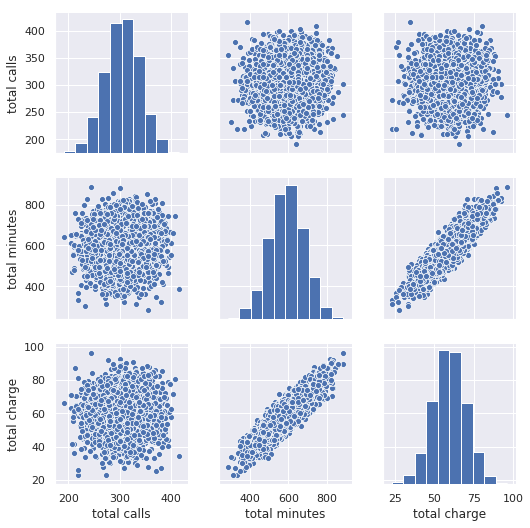 total calls
400
350
300
250
200
total minutes
800
600
400
total charge
100
80
60
40
20
200 300 400
total calls
400 600 800
total minutes
25 50 75 100
total charge